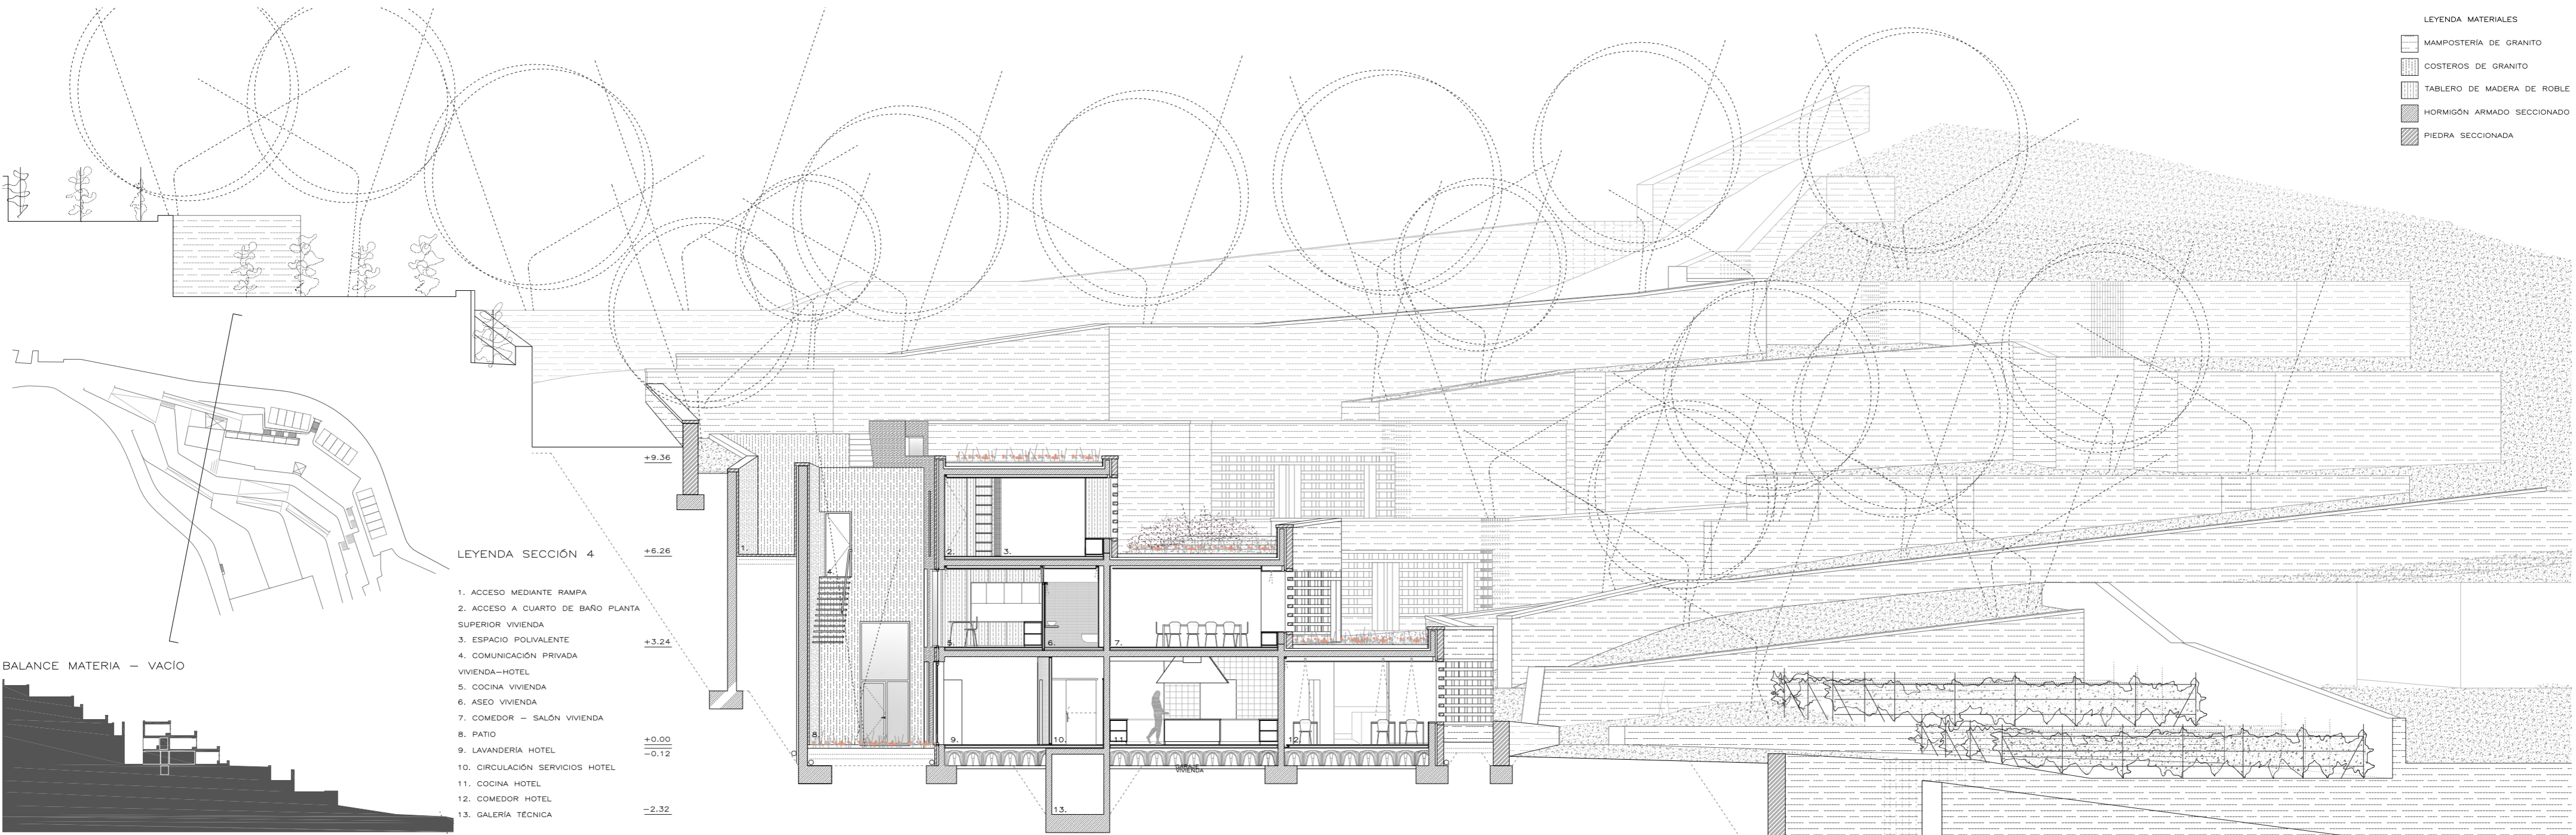 LEYENDA MATERIALES
MAMPOSTERÍA DE GRANITO
COSTEROS DE GRANITO
TABLERO DE MADERA DE ROBLE
HORMIGÓN ARMADO SECCIONADO
PIEDRA SECCIONADA
LEYENDA SECCIÓN 4
1. ACCESO MEDIANTE RAMPA
2. ACCESO A CUARTO DE BAÑO PLANTA
SUPERIOR VIVIENDA
3. ESPACIO POLIVALENTE
4. COMUNICACIÓN PRIVADA
VIVIENDA–HOTEL
5. COCINA VIVIENDA
6. ASEO VIVIENDA
7. COMEDOR – SALÓN VIVIENDA
8. PATIO
9. LAVANDERÍA HOTEL
10. CIRCULACIÓN SERVICIOS HOTEL
11. COCINA HOTEL
12. COMEDOR HOTEL
13. GALERÍA TÉCNICA
+9.36
+6.26
+3.24
+0.00
−0.12
−2.32
BALANCE MATERIA – VACÍO
1.
2.
3.
4.
5.
6.
7.
8.
9.
10.
11.
12.
13.
VIVIENDA